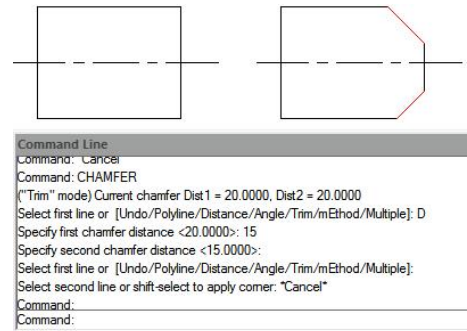 Command Line
Command: *Cancel*
Command: CHAMFER
("Trim" mode) Current chamfer Dist1 = 20.0000, Dist2 = 20.0000
Select first line or [Undo/Polyline/Distance/Angle/Trim/mEthod/Multiple]: D
Specify first chamfer distance <20.0000>: 15
Specify second chamfer distance <15.0000>:
Select first line or [Undo/Polyline/Distance/Angle/Trim/mEthod/Multiple]:
Select second line or shift-select to apply corner: *Cancel*
Command:
Command: